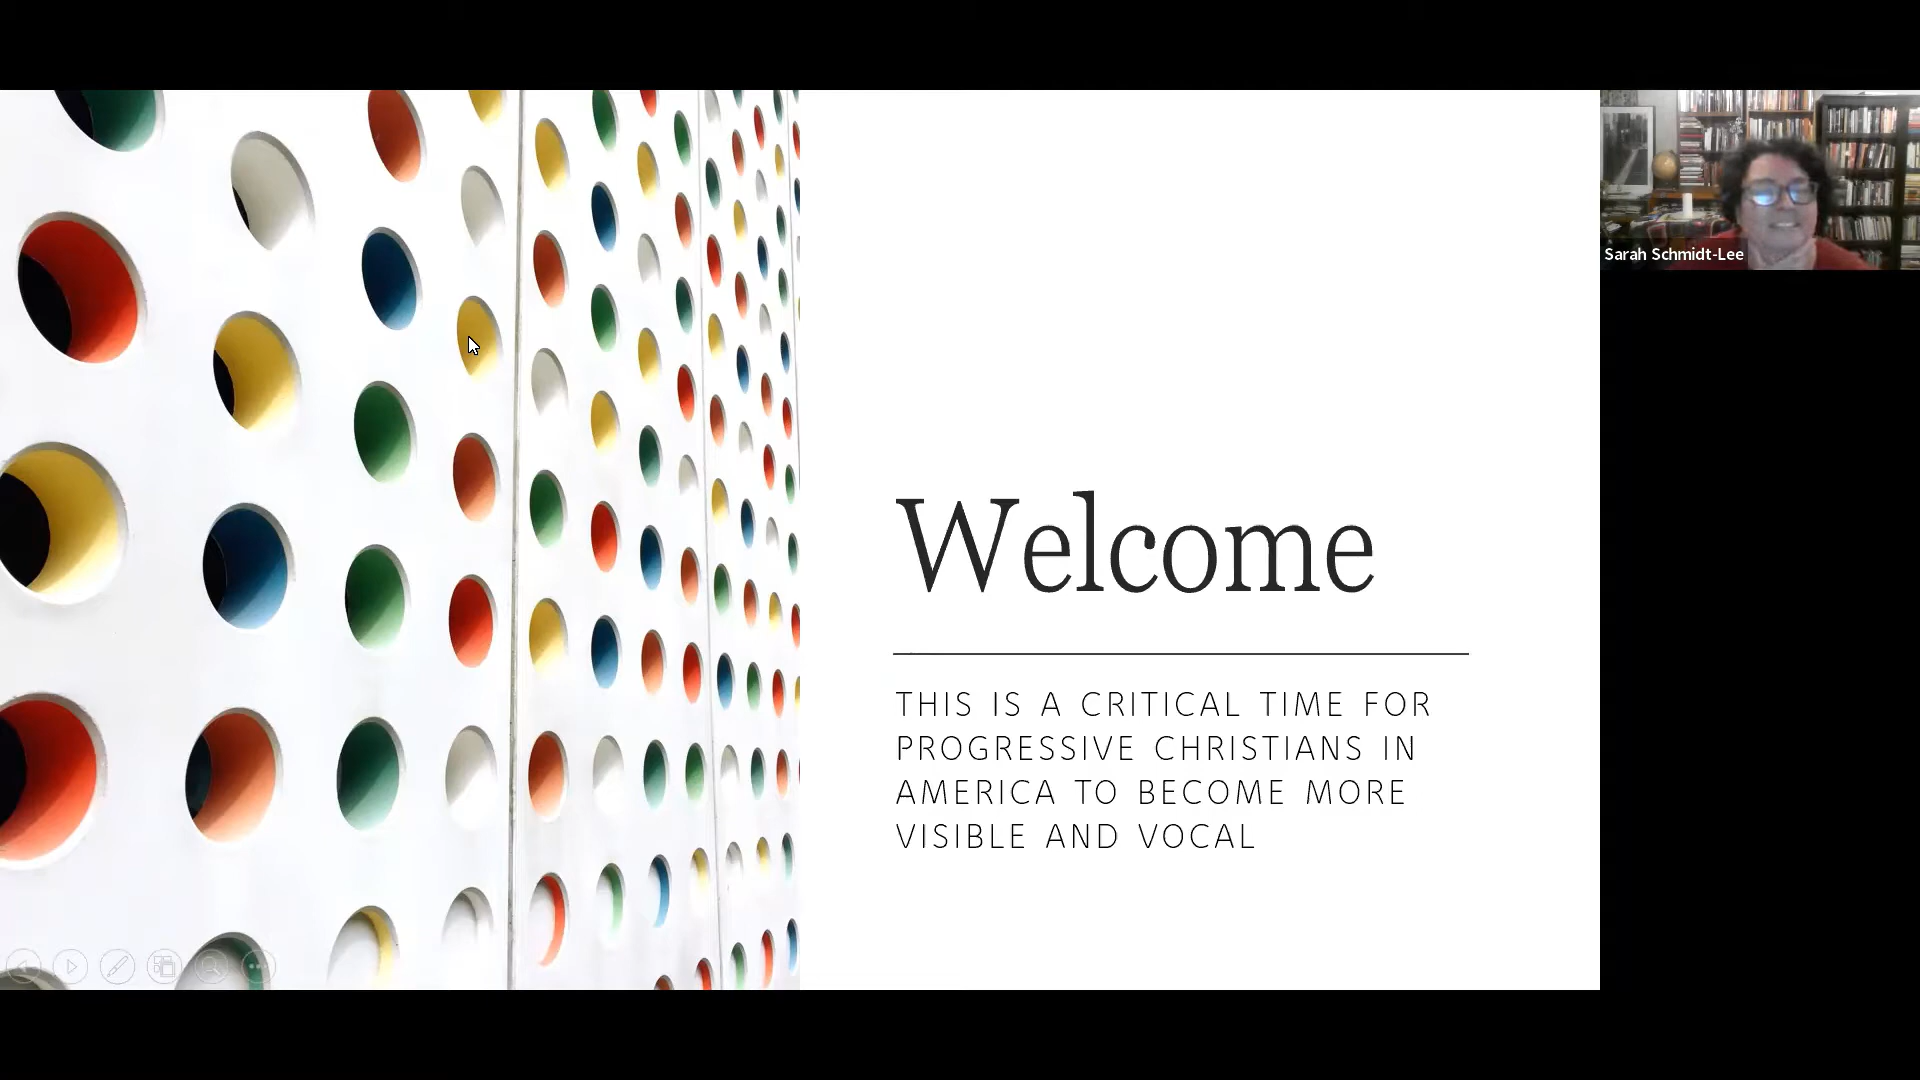 Welcome
THIS IS A CRITICAL TIME FOR
PROGRESSIVE CHRISTIANS IN
AMERICA TO BECOME MORE
VISIBLE AND VOCAL
Sarah Schmidt-Lee